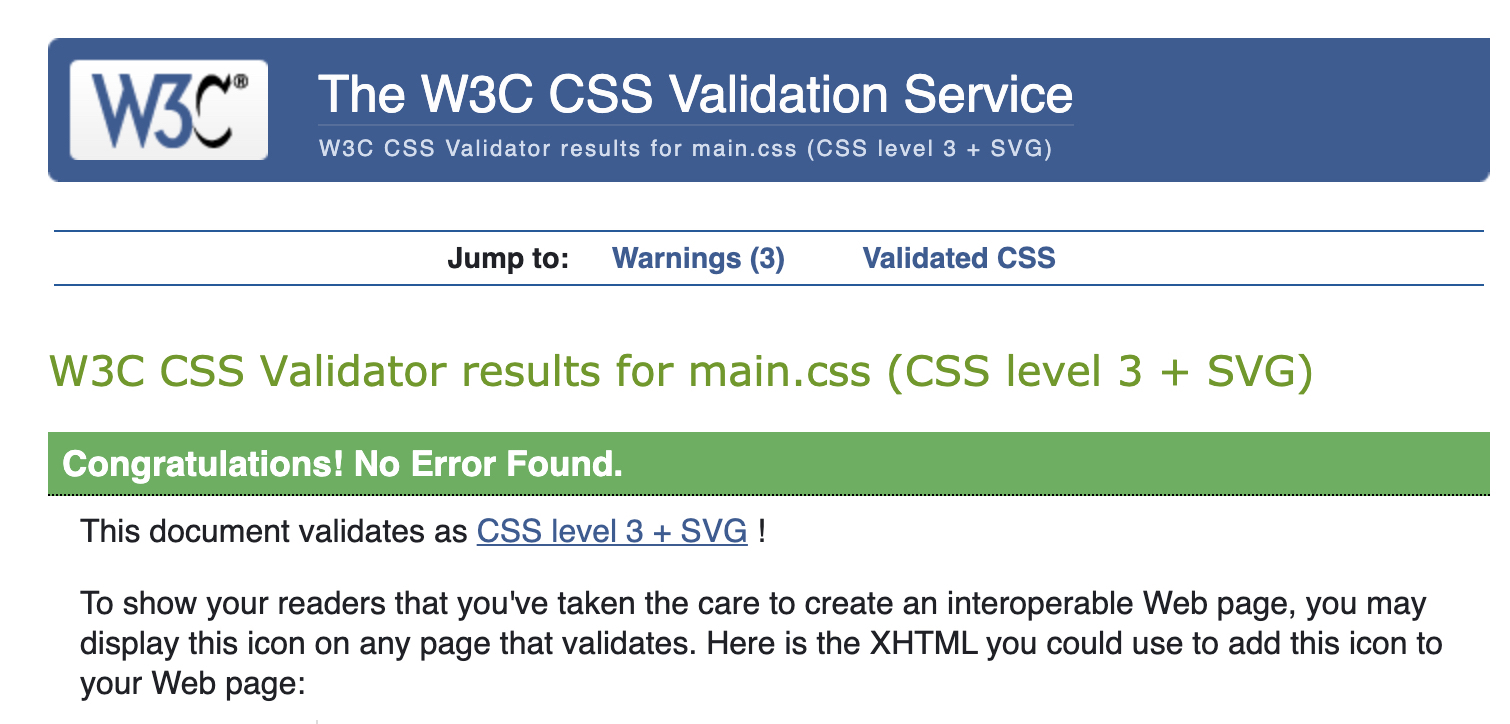 W3C®
The W3C CSS Validation Service
W3C CSS Validator results for main.css (CSS level 3 + SVG)
Jump to: Warnings (3) Validated CSS
W3C CSS Validator results for main.css (CSS level 3 + SVG)
Congratulations! No Error Found.
This document validates as CSS level 3 + SVG !
To show your readers that you've taken the care to create an interoperable Web page, you may
display this icon on any page that validates. Here is the XHTML you could use to add this icon to
your Web page: